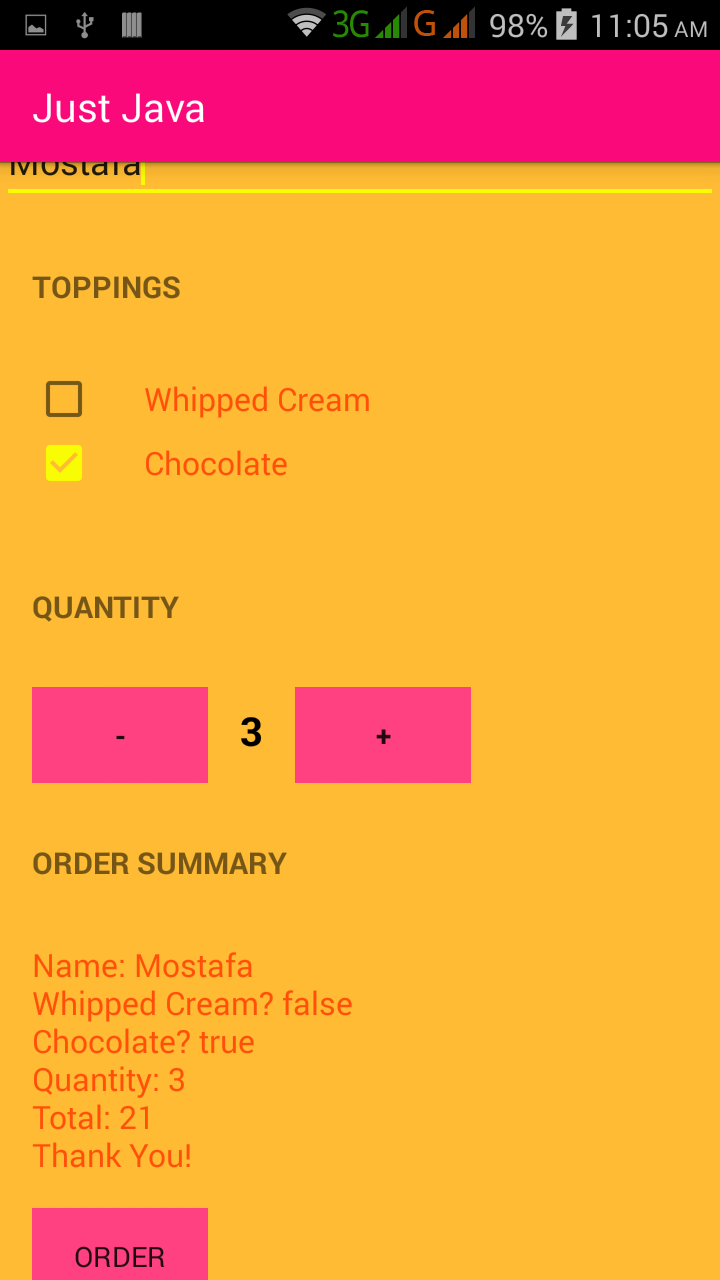 3G G 98% 11:05 AM
Just Java
Mostafa
TOPPINGS
Whipped Cream
Chocolate
QUANTITY
- 3 +
ORDER SUMMARY
Name: Mostafa
Whipped Cream? false
Chocolate? true
Quantity: 3
Total: 21
Thank You!
ORDER